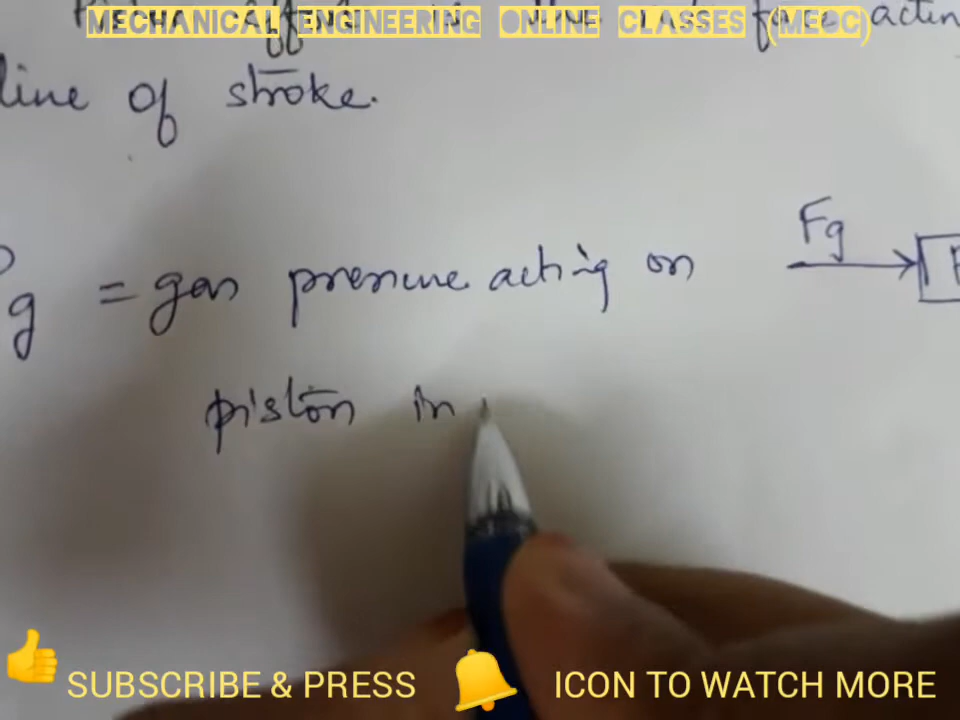 MECHANICAL ENGINEERING ONLINE CLASSES (MEOC)
line of stroke.
Fg
Pg = gas pressure acting on
piston in
SUBSCRIBE & PRESS ICON TO WATCH MORE